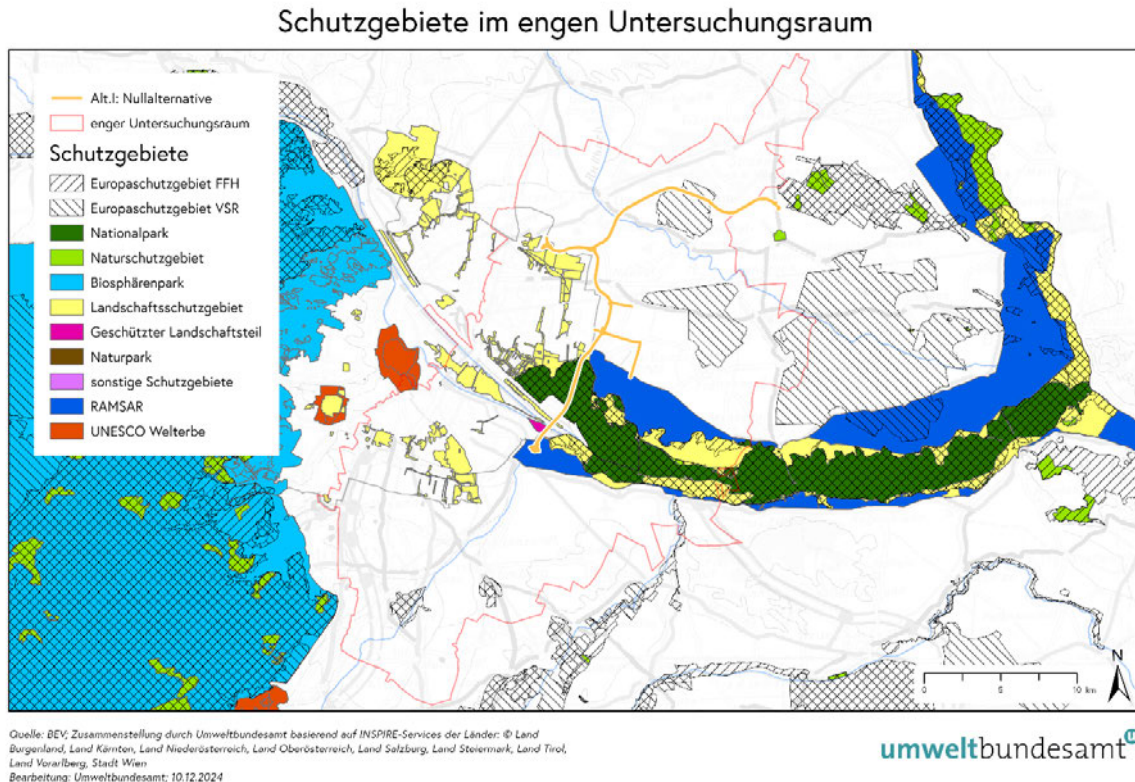 Schutzgebiete im engen Untersuchungsraum
Alt.I: Nullalternative
enger Untersuchungsraum
Schutzgebiete
Europaschutzgebiet FFH
Europaschutzgebiet VSR
Nationalpark
Naturschutzgebiet
Biosphärenpark
Landschaftsschutzgebiet
Geschützter Landschaftsteil
Naturpark
sonstige Schutzgebiete
RAMSAR
UNESCO Welterbe
N
0 5 10 km
Quelle: BEV; Zusammenstellung durch Umweltbundesamt basierend auf INSPIRE-Services der Länder: © Land
Burgenland, Land Kärnten, Land Niederösterreich, Land Oberösterreich, Land Salzburg, Land Steiermark, Land Tirol,
Land Vorarlberg, Stadt Wien
Bearbeitung: Umweltbundesamt; 10.12.2024
umweltbundesamt